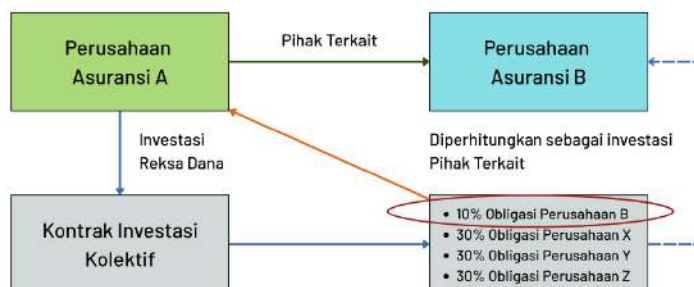 Perusahaan
Asuransi A
Pihak Terkait
Perusahaan
Asuransi B
Investasi
Reksa Dana
Diperhitungkan sebagai investasi
Pihak Terkait
Kontrak Investasi
Kolektif
• 10% Obligasi Perusahaan B
• 30% Obligasi Perusahaan X
• 30% Obligasi Perusahaan Y
• 30% Obligasi Perusahaan Z